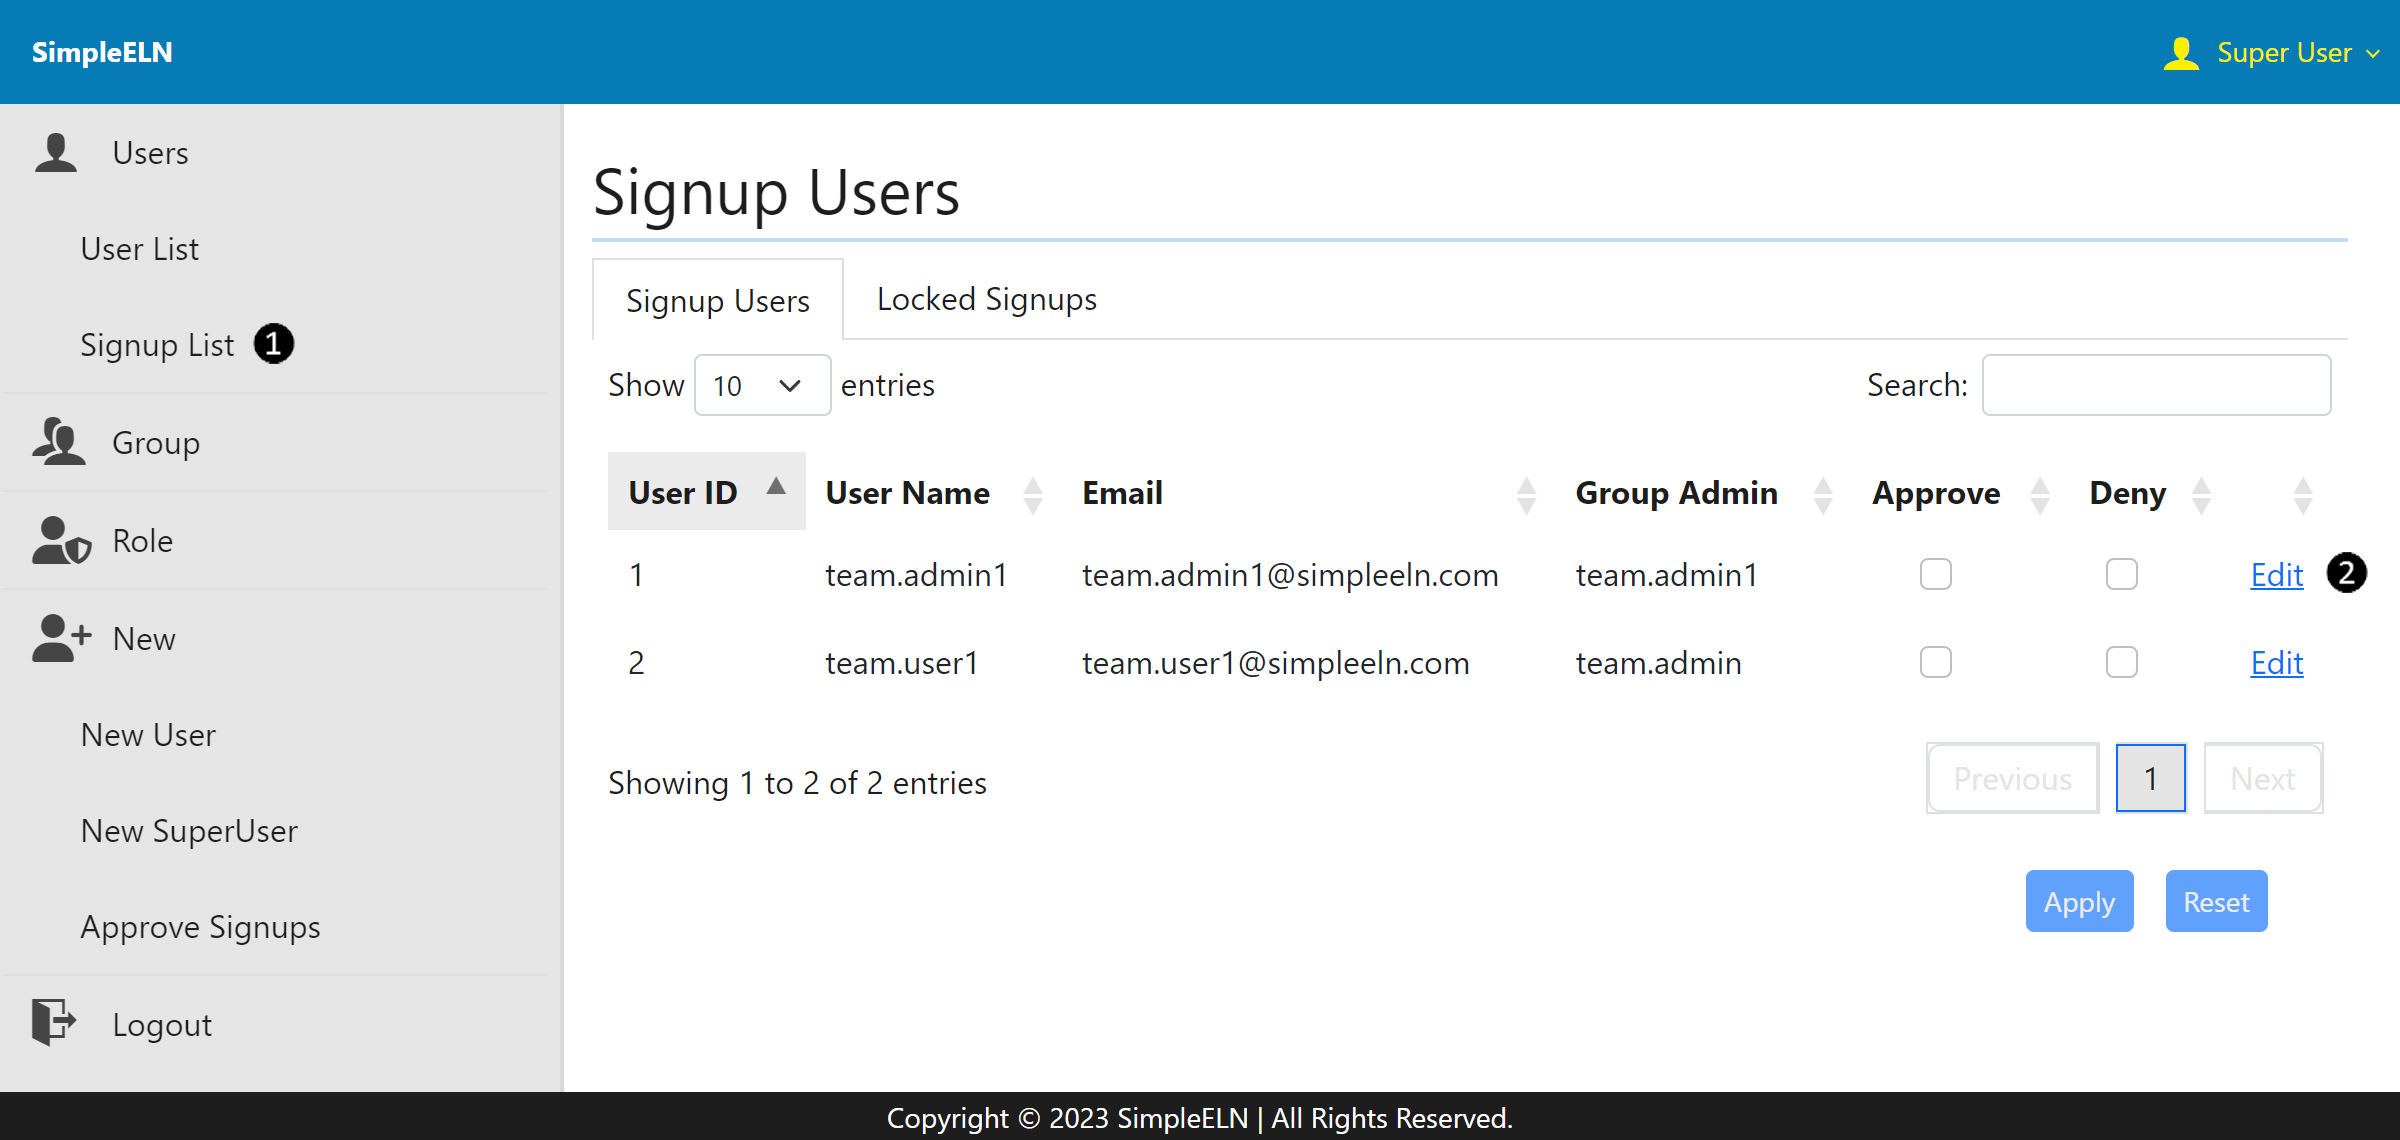 SimpleELN
Super User
Users
User List
Signup List 1
Group
Role
New
New User
New SuperUser
Approve Signups
Logout
Signup Users
Signup Users Locked Signups
Show 10 entries Search:
User ID User Name Email Group Admin Approve Deny
1 team.admin1 team.admin1@simpleeln.com team.admin1 Edit 2
2 team.user1 team.user1@simpleeln.com team.admin Edit
Showing 1 to 2 of 2 entries Previous 1 Next
Apply Reset
Copyright © 2023 SimpleELN | All Rights Reserved.